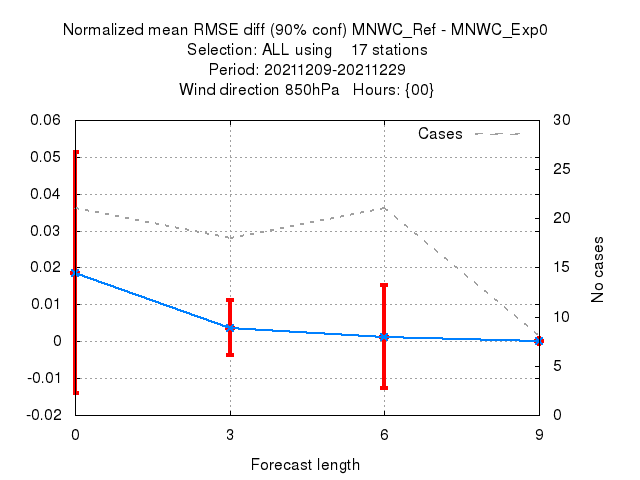 Normalized mean RMSE diff (90% conf) MNWC_Ref - MNWC_Exp0
Selection: ALL using 17 stations
Period: 20211209-20211229
Wind direction 850hPa Hours: {00}
Cases
0.06
0.05
0.04
0.03
0.02
0.01
0
-0.01
-0.02
30
25
20
15
10
5
0
No cases
0 3 6 9
Forecast length